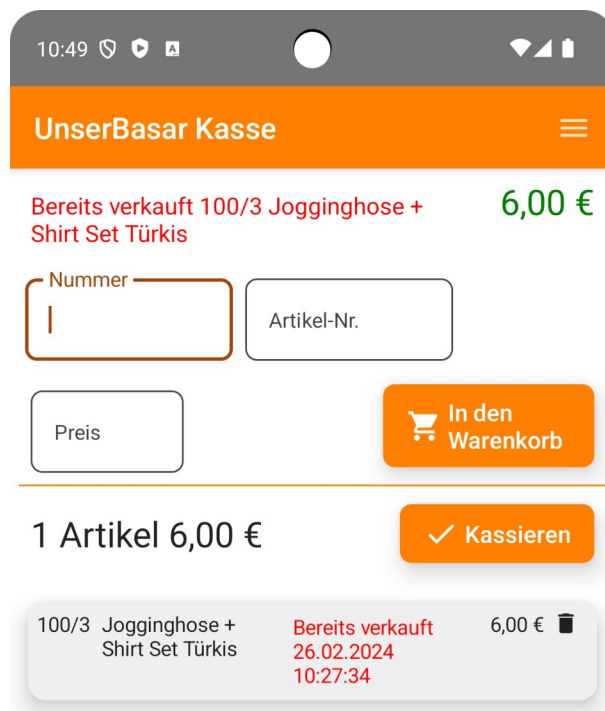 10:49
UnserBasar Kasse
Bereits verkauft 100/3 Jogginghose +
Shirt Set Türkis
6,00 €
Nummer
Artikel-Nr.
Preis
In den
Warenkorb
1 Artikel 6,00 €
Kassieren
100/3 Jogginghose +
Shirt Set Türkis
Bereits verkauft
26.02.2024
10:27:34
6,00 €